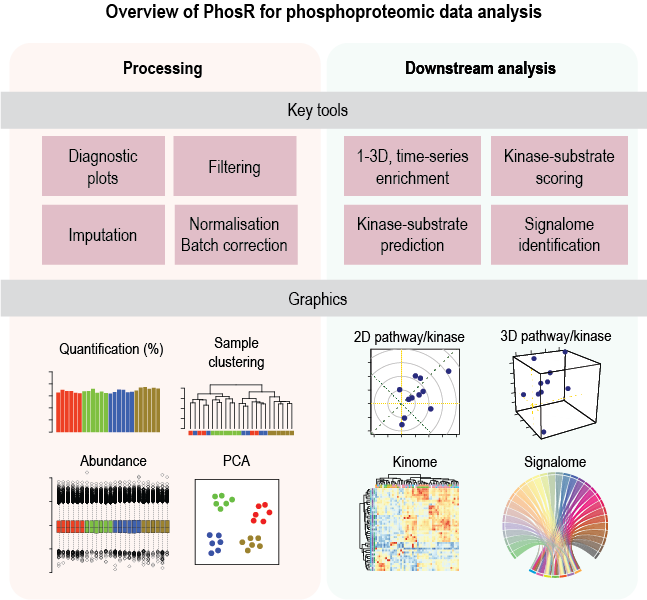 Overview of PhosR for phosphoproteomic data analysis
Processing
Downstream analysis
Key tools
Diagnostic
plots
Filtering
1-3D, time-series
enrichment
Kinase-substrate
scoring
Imputation
Normalisation
Batch correction
Kinase-substrate
prediction
Signalome
identification
Graphics
Quantification (%)
Sample
clustering
2D pathway/kinase
3D pathway/kinase
Abundance
PCA
Kinome
Signalome